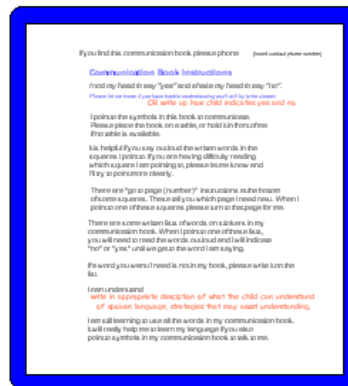 If you find this communication book please phone (insert contact phone number)
Communication Book Instructions
I nod my head to say "yes" and shake my head to say "no".
Please let me know if you have trouble understanding
OR write up how child indicates yes and no
I point to the symbols in this book to communicate.
Please place the book on a table, or hold it in front of me
if no table is available.
It is helpful if you say out loud the written words in the
squares I point to. If you are having difficulty reading
which square I am pointing to, please let me know and
I'll try to point more clearly.
There are "go to page (number)" instructions at the header
of some squares. These tell you which page I need next. When I
point to one of these squares please turn to the page for me.
There are some written lists of words on stickers in my
communication book. When I point to one of these lists,
you will need to read the words out loud and I will indicate
"no" or "yes" until we get to the word I am saying.
If a word you want I need is not in my book, please write it on the
list.
I can understand
write in appropriate desciption of what the child can understand
of spoken language, strategies that may assist understanding,
I am still learning to use all the words in my communication book.
It will really help me to learn my language if you also
point to symbols in my communication book to talk to me.